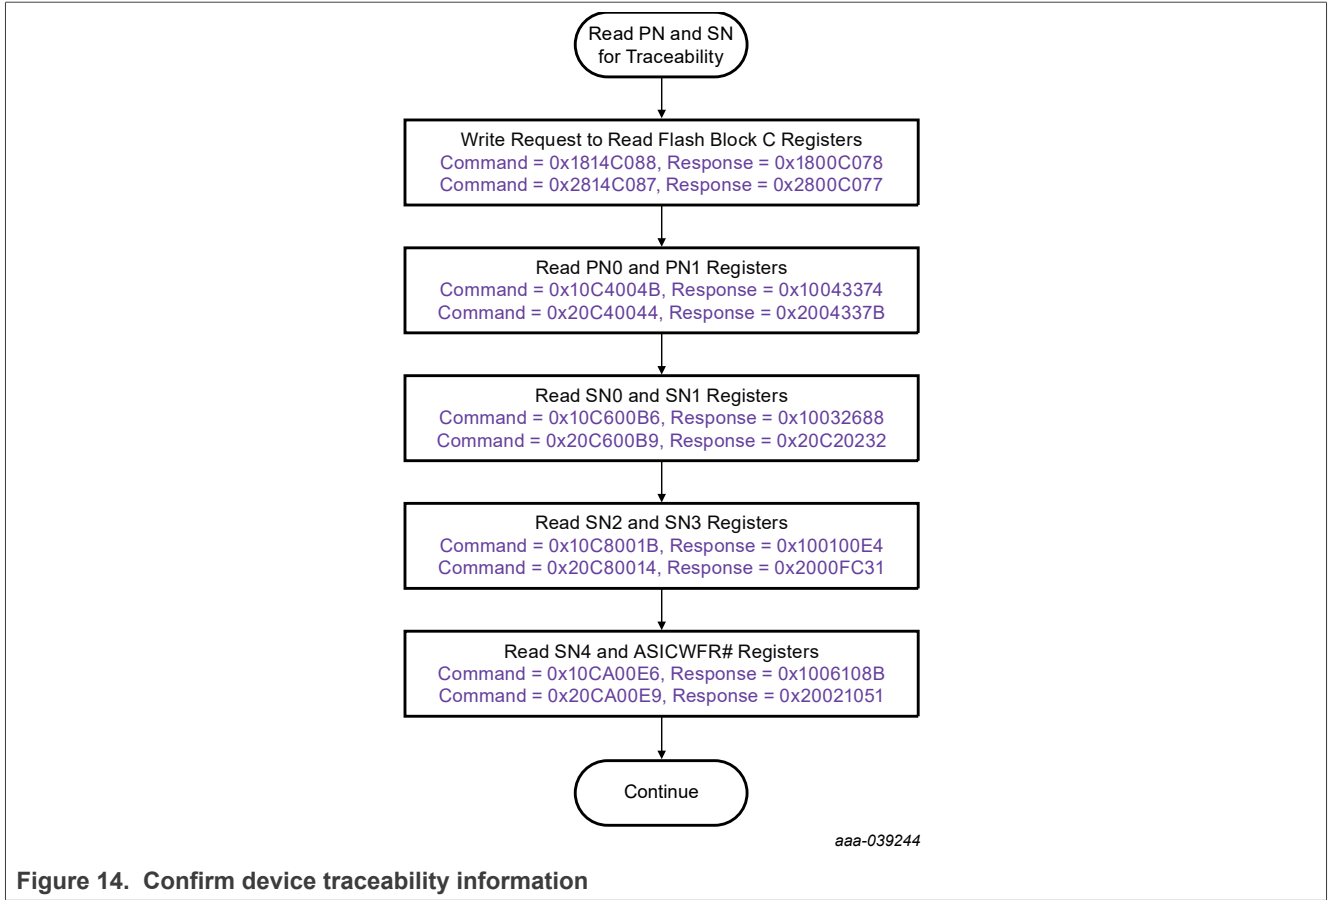 Read PN and SN
for Traceability
Write Request to Read Flash Block C Registers
Command = 0x1814C088, Response = 0x1800C078
Command = 0x2814C087, Response = 0x2800C077
Read PN0 and PN1 Registers
Command = 0x10C4004B, Response = 0x10043374
Command = 0x20C40044, Response = 0x2004337B
Read SN0 and SN1 Registers
Command = 0x10C600B6, Response = 0x10032688
Command = 0x20C600B9, Response = 0x20C20232
Read SN2 and SN3 Registers
Command = 0x10C8001B, Response = 0x100100E4
Command = 0x20C80014, Response = 0x2000FC31
Read SN4 and ASICWFR# Registers
Command = 0x10CA00E6, Response = 0x1006108B
Command = 0x20CA00E9, Response = 0x20021051
Continue
aaa-039244
Figure 14. Confirm device traceability information